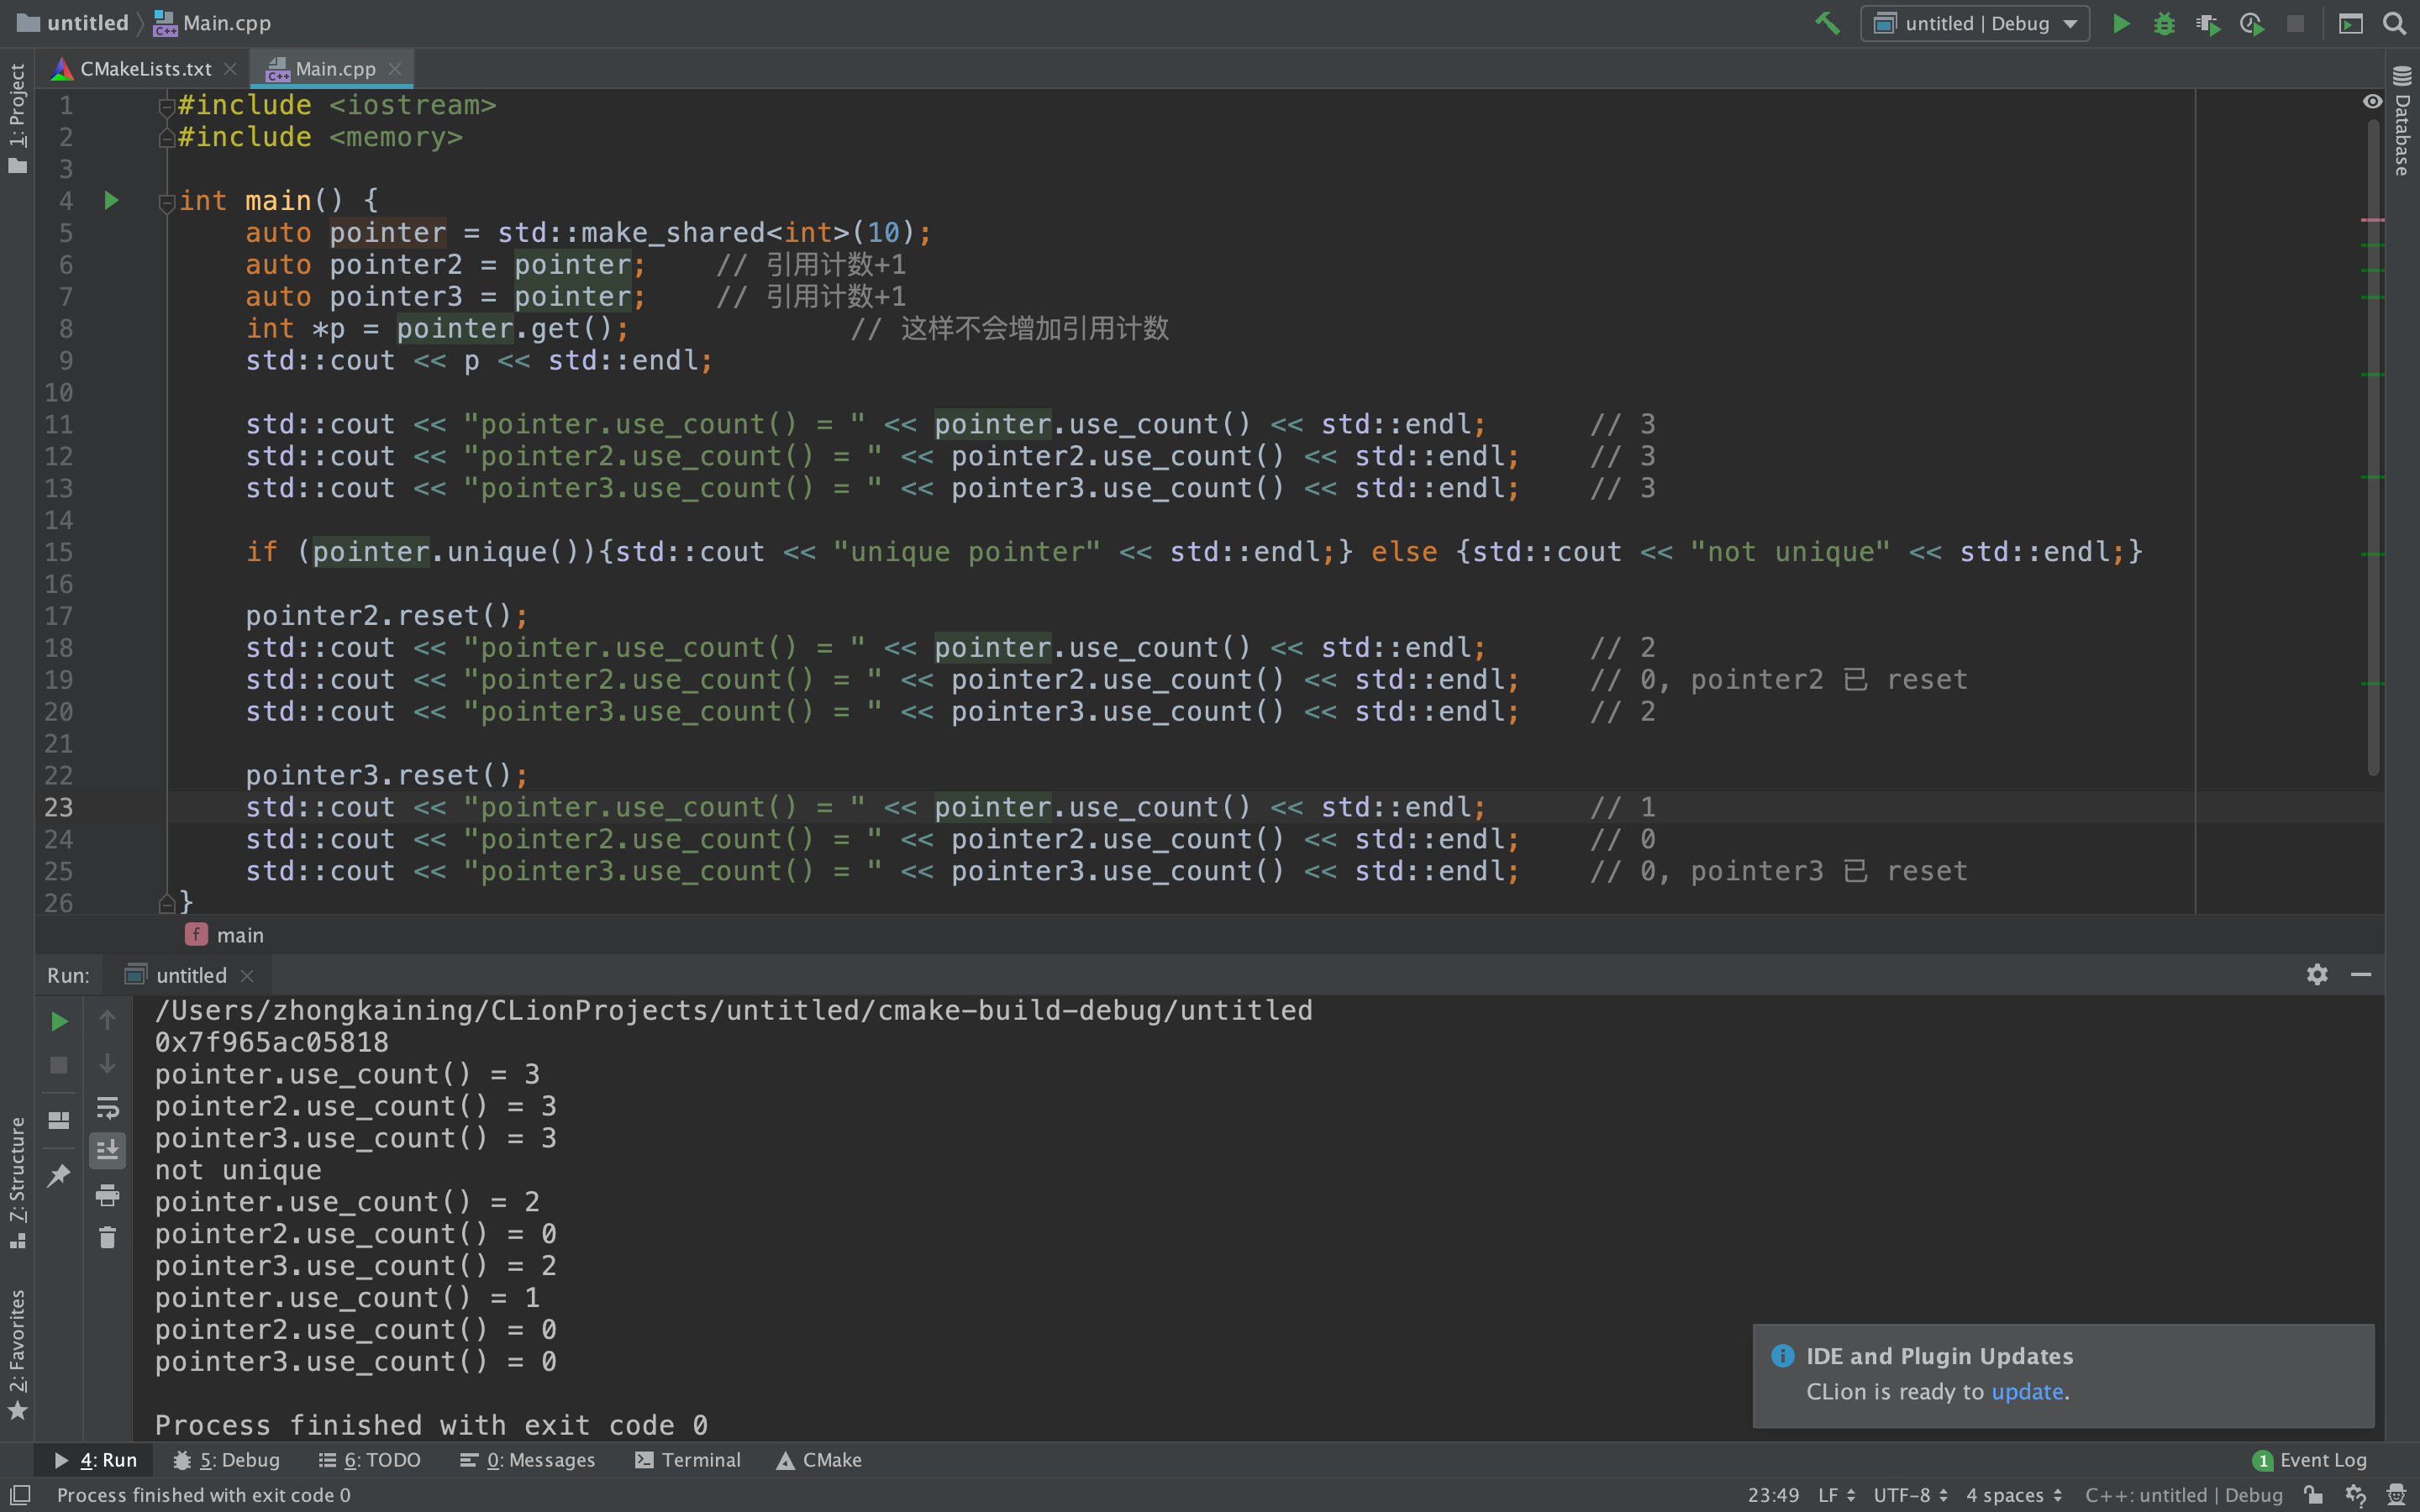 untitled Main.cpp untitled | Debug
CMakeLists.txt Main.cpp
1: Project
Database
1 #include <iostream>
2 #include <memory>
3
4 int main() {
5 auto pointer = std::make_shared<int>(10);
6 auto pointer2 = pointer; // 引用计数+1
7 auto pointer3 = pointer; // 引用计数+1
8 int *p = pointer.get(); // 这样不会增加引用计数
9 std::cout << p << std::endl;
10
11 std::cout << "pointer.use_count() = " << pointer.use_count() << std::endl; // 3
12 std::cout << "pointer2.use_count() = " << pointer2.use_count() << std::endl; // 3
13 std::cout << "pointer3.use_count() = " << pointer3.use_count() << std::endl; // 3
14
15 if (pointer.unique()){std::cout << "unique pointer" << std::endl;} else {std::cout << "not unique" << std::endl;}
16
17 pointer2.reset();
18 std::cout << "pointer.use_count() = " << pointer.use_count() << std::endl; // 2
19 std::cout << "pointer2.use_count() = " << pointer2.use_count() << std::endl; // 0, pointer2 已 reset
20 std::cout << "pointer3.use_count() = " << pointer3.use_count() << std::endl; // 2
21
22 pointer3.reset();
23 std::cout << "pointer.use_count() = " << pointer.use_count() << std::endl; // 1
24 std::cout << "pointer2.use_count() = " << pointer2.use_count() << std::endl; // 0
25 std::cout << "pointer3.use_count() = " << pointer3.use_count() << std::endl; // 0, pointer3 已 reset
26 }
f main
Run: untitled
/Users/zhongkaining/CLionProjects/untitled/cmake-build-debug/untitled
0x7f965ac05818
pointer.use_count() = 3
pointer2.use_count() = 3
pointer3.use_count() = 3
not unique
pointer.use_count() = 2
pointer2.use_count() = 0
pointer3.use_count() = 2
pointer.use_count() = 1
pointer2.use_count() = 0
pointer3.use_count() = 0
Process finished with exit code 0
7: Structure
2: Favorites
IDE and Plugin Updates
CLion is ready to update.
4: Run 5: Debug 6: TODO 0: Messages Terminal CMake 1 Event Log
Process finished with exit code 0 23:49 LF UTF-8 4 spaces C++: untitled | Debug